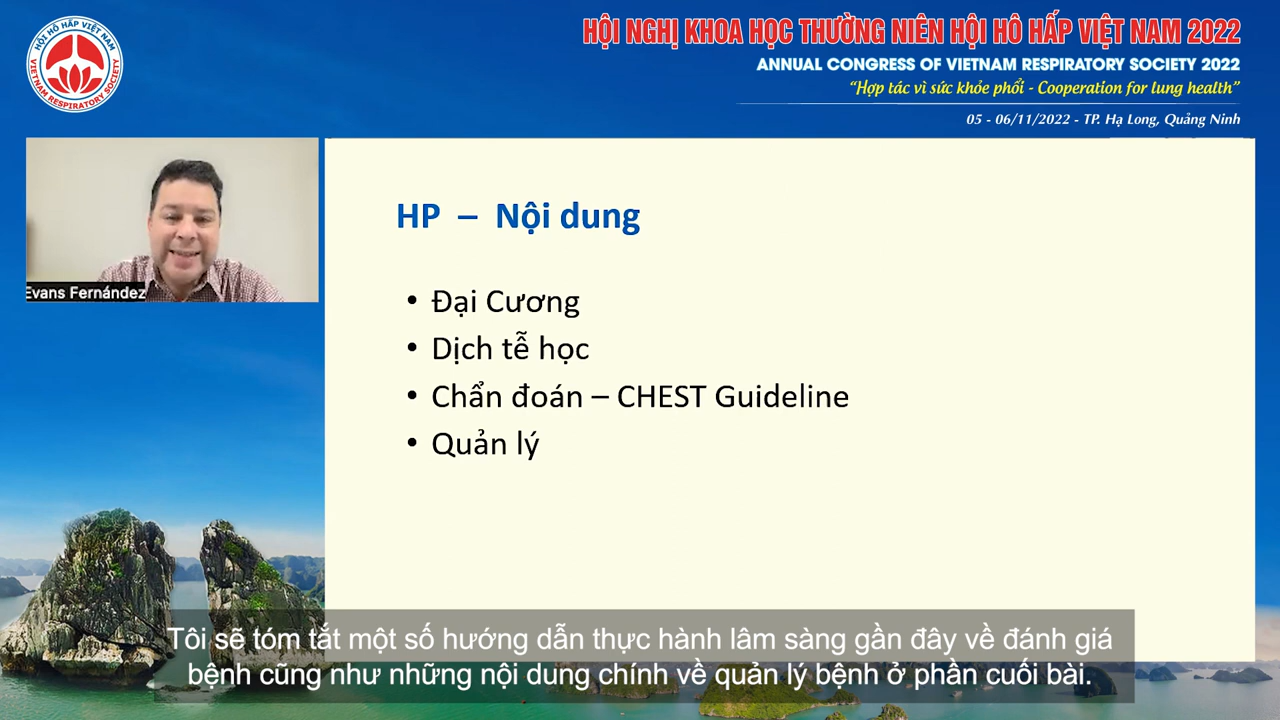 HỘI HÔ HẤP VIỆT NAM
VIETNAM RESPIRATORY SOCIETY
HỘI NGHỊ KHOA HỌC THƯỜNG NIÊN HỘI HÔ HẤP VIỆT NAM 2022
ANNUAL CONGRESS OF VIETNAM RESPIRATORY SOCIETY 2022
“Hợp tác vì sức khỏe phổi - Cooperation for lung health”
05 - 06/11/2022 - TP. Hạ Long, Quảng Ninh
Evans Fernández
HP – Nội dung
• Đại Cương
• Dịch tễ học
• Chẩn đoán – CHEST Guideline
• Quản lý
Tôi sẽ tóm tắt một số hướng dẫn thực hành lâm sàng gần đây về đánh giá
bệnh cũng như những nội dung chính về quản lý bệnh ở phần cuối bài.